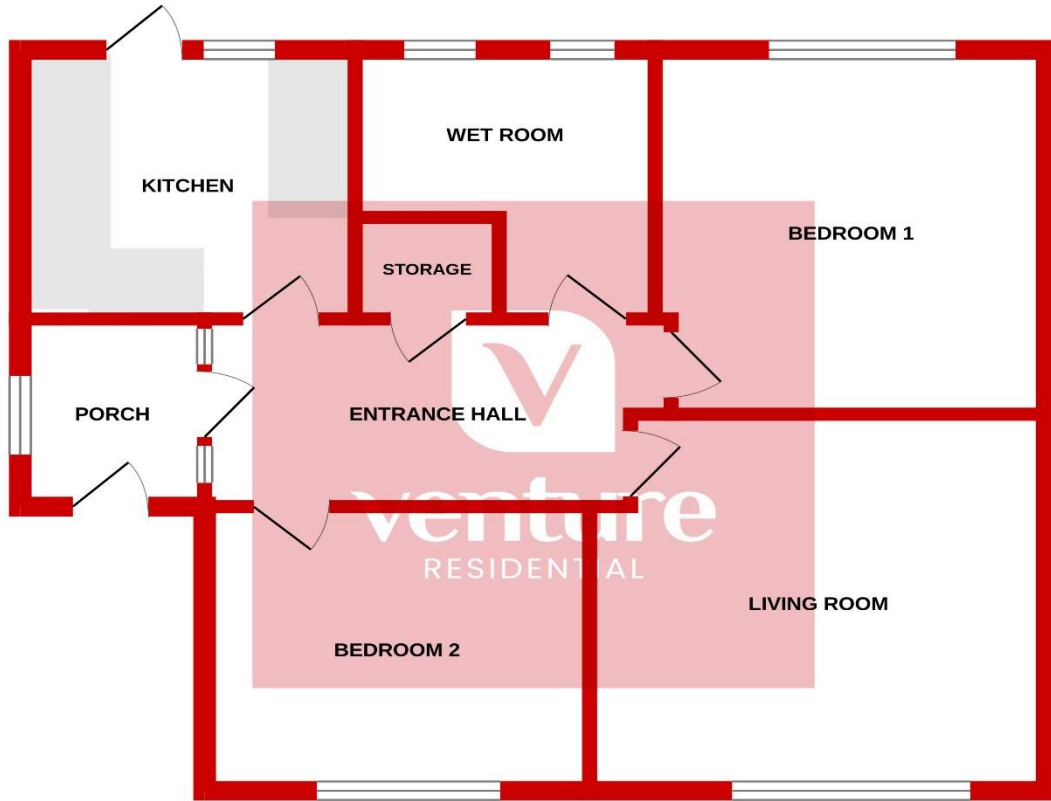 WET ROOM
KITCHEN
BEDROOM 1
STORAGE
PORCH
ENTRANCE HALL
venture
RESIDENTIAL
LIVING ROOM
BEDROOM 2